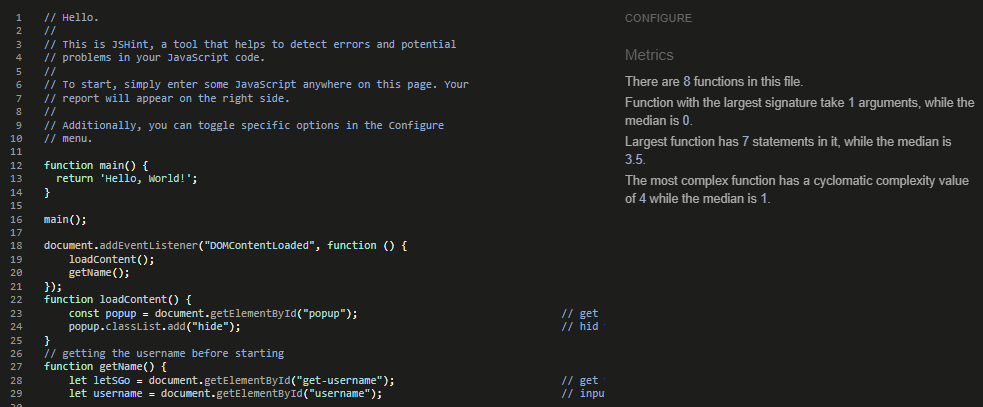 1 // Hello.
2 //
3 // This is JSHint, a tool that helps to detect errors and potential
4 // problems in your JavaScript code.
5 //
6 // To start, simply enter some JavaScript anywhere on this page. Your
7 // report will appear on the right side.
8 //
9 // Additionally, you can toggle specific options in the Configure
10 // menu.
11
12 function main() {
13   return 'Hello, World!';
14 }
15
16 main();
17
18 document.addEventListener("DOMContentLoaded", function () {
19     loadContent();
20     getName();
21 });
22 function loadContent() {
23     const popup = document.getElementById("popup"); // get
24     popup.classList.add("hide"); // hid
25 }
26 // getting the username before starting
27 function getName() {
28     let letSGo = document.getElementById("get-username"); // get
29     let username = document.getElementById("username"); // inpu
CONFIGURE
Metrics
There are 8 functions in this file.
Function with the largest signature take 1 arguments, while the
median is 0.
Largest function has 7 statements in it, while the median is
3.5.
The most complex function has a cyclomatic complexity value
of 4 while the median is 1.